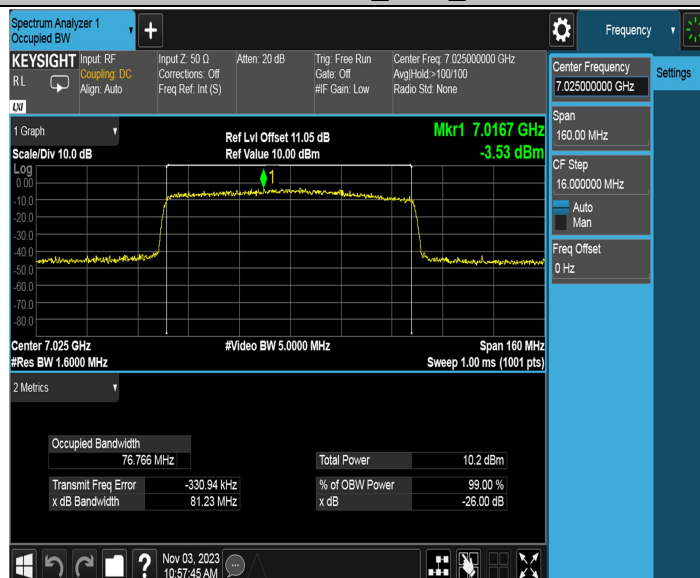 Spectrum Analyzer 1
Occupied BW
+
Frequency
KEYSIGHT
RL
LXI
Input: RF
Coupling: DC
Align: Auto
Input Z: 50 Ω
Corrections: Off
Freq Ref: Int (S)
Atten: 20 dB
Trig: Free Run
Gate: Off
#IF Gain: Low
Center Freq: 7.025000000 GHz
Avg|Hold:>100/100
Radio Std: None
Center Frequency
7.025000000 GHz
Settings
Span
160.00 MHz
CF Step
16.000000 MHz
Auto
Man
Freq Offset
0 Hz
1 Graph
Scale/Div 10.0 dB
Ref Lvl Offset 11.05 dB
Ref Value 10.00 dBm
Mkr1 7.0167 GHz
-3.53 dBm
Log
0.00
-10.0
-20.0
-30.0
-40.0
-50.0
-60.0
-70.0
-80.0
1
Center 7.025 GHz
#Video BW 5.0000 MHz
Span 160 MHz
#Res BW 1.6000 MHz
Sweep 1.00 ms (1001 pts)
2 Metrics
Occupied Bandwidth
76.766 MHz
Total Power 10.2 dBm
Transmit Freq Error -330.94 kHz
% of OBW Power 99.00 %
x dB Bandwidth 81.23 MHz
x dB -26.00 dB
?
Nov 03, 2023
10:57:45 AM